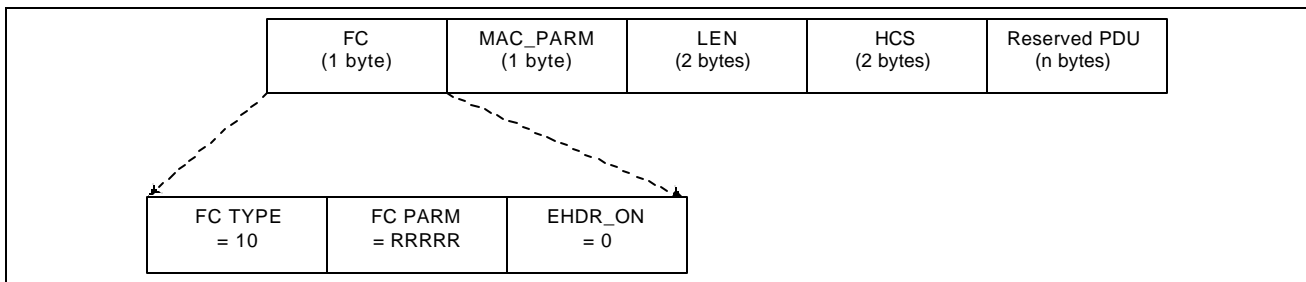 FC
(1 byte)
MAC_PARM
(1 byte)
LEN
(2 bytes)
HCS
(2 bytes)
Reserved PDU
(n bytes)
FC TYPE
= 10
FC PARM
= RRRRR
EHDR_ON
= 0